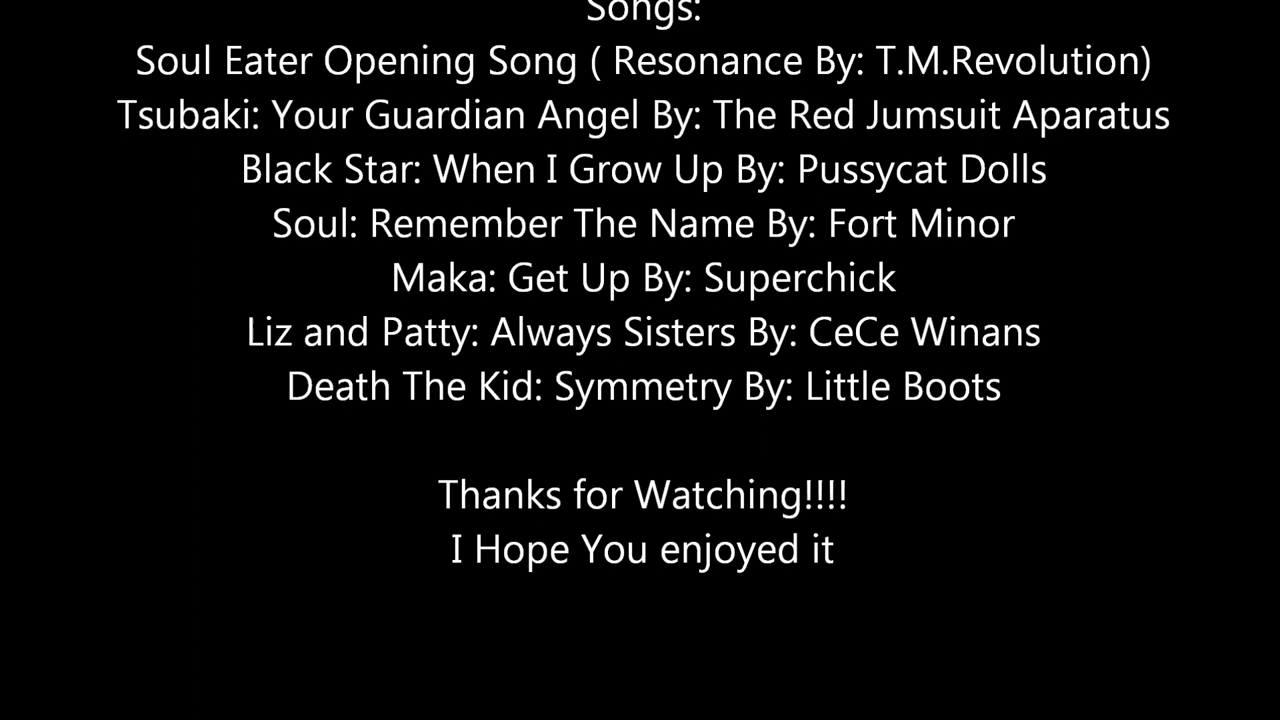 Songs:
Soul Eater Opening Song ( Resonance By: T.M.Revolution)
Tsubaki: Your Guardian Angel By: The Red Jumsuit Aparatus
Black Star: When I Grow Up By: Pussycat Dolls
Soul: Remember The Name By: Fort Minor
Maka: Get Up By: Superchick
Liz and Patty: Always Sisters By: CeCe Winans
Death The Kid: Symmetry By: Little Boots
Thanks for Watching!!!!
I Hope You enjoyed it